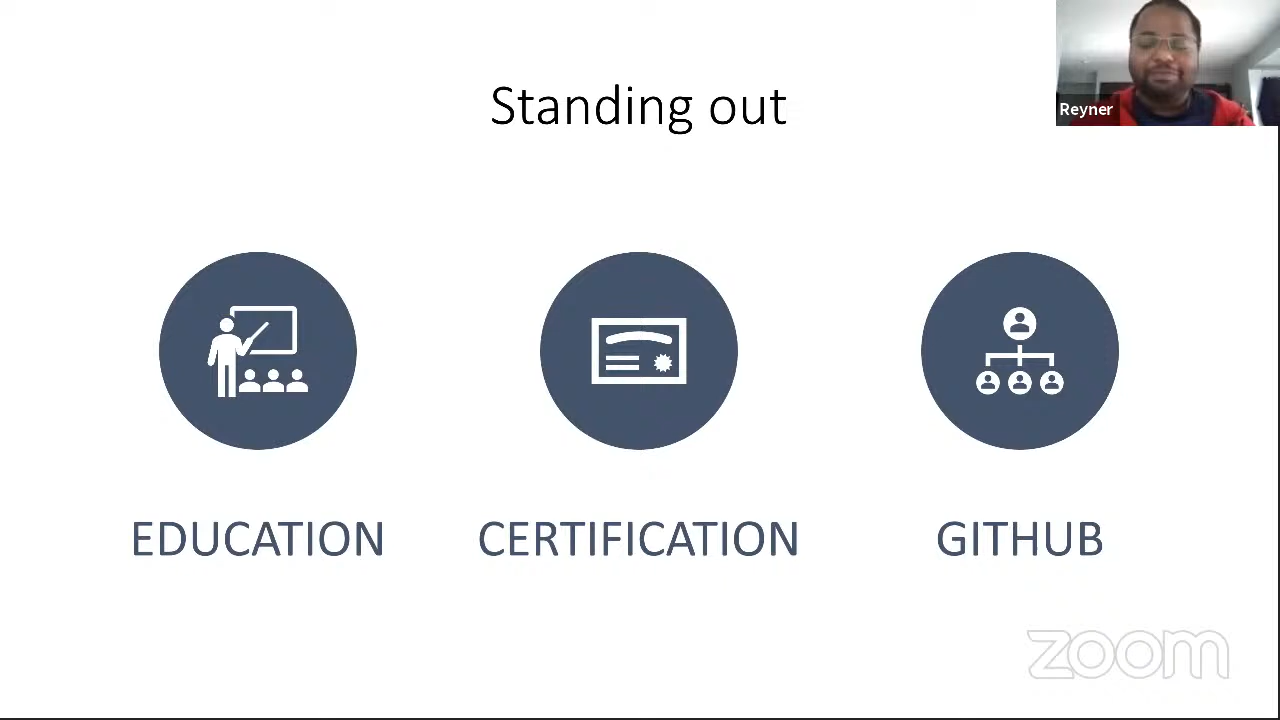 Standing out
Reyner
EDUCATION
CERTIFICATION
GITHUB
zoom